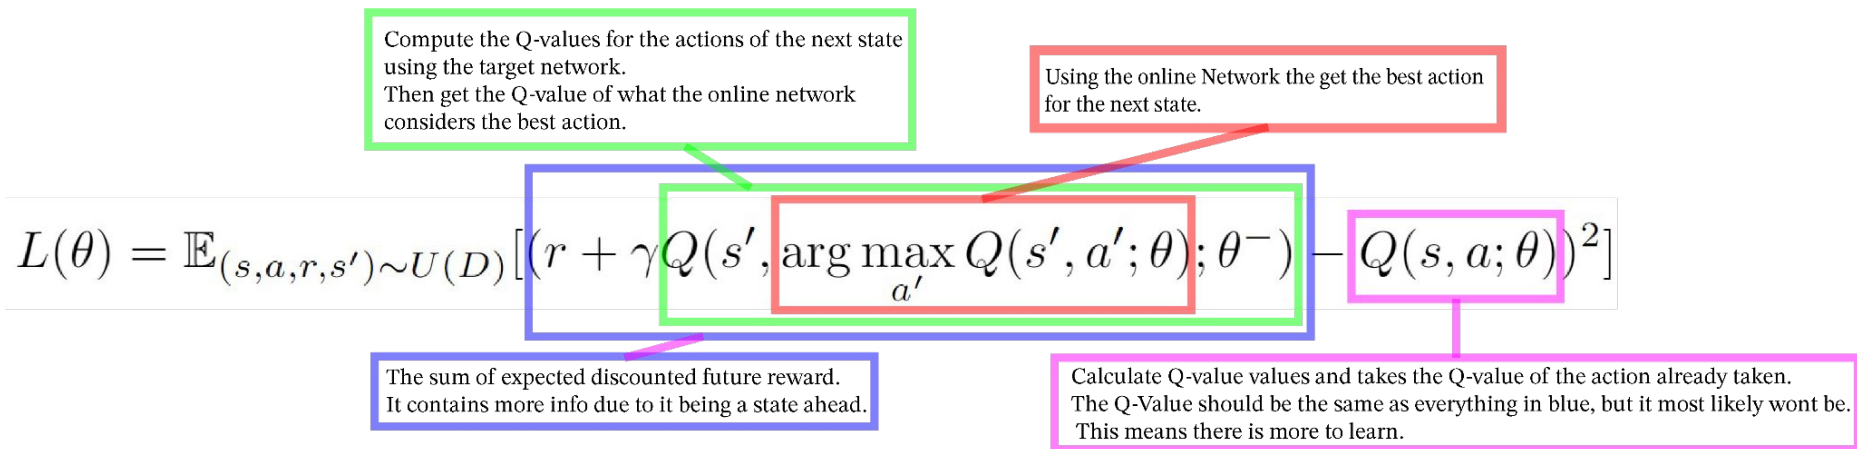 Compute the Q-values for the actions of the next state
using the target network.
Then get the Q-value of what the online network
considers the best action.
Using the online Network the get the best action
for the next state.
L(θ) = 𝔼(s,a,r,s′)∼U(D)[(r + γQ(s′, arg max a′ Q(s′, a′; θ); θ⁻) − Q(s, a; θ))²]
The sum of expected discounted future reward.
It contains more info due to it being a state ahead.
Calculate Q-value values and takes the Q-value of the action already taken.
The Q-Value should be the same as everything in blue, but it most likely wont be.
This means there is more to learn.